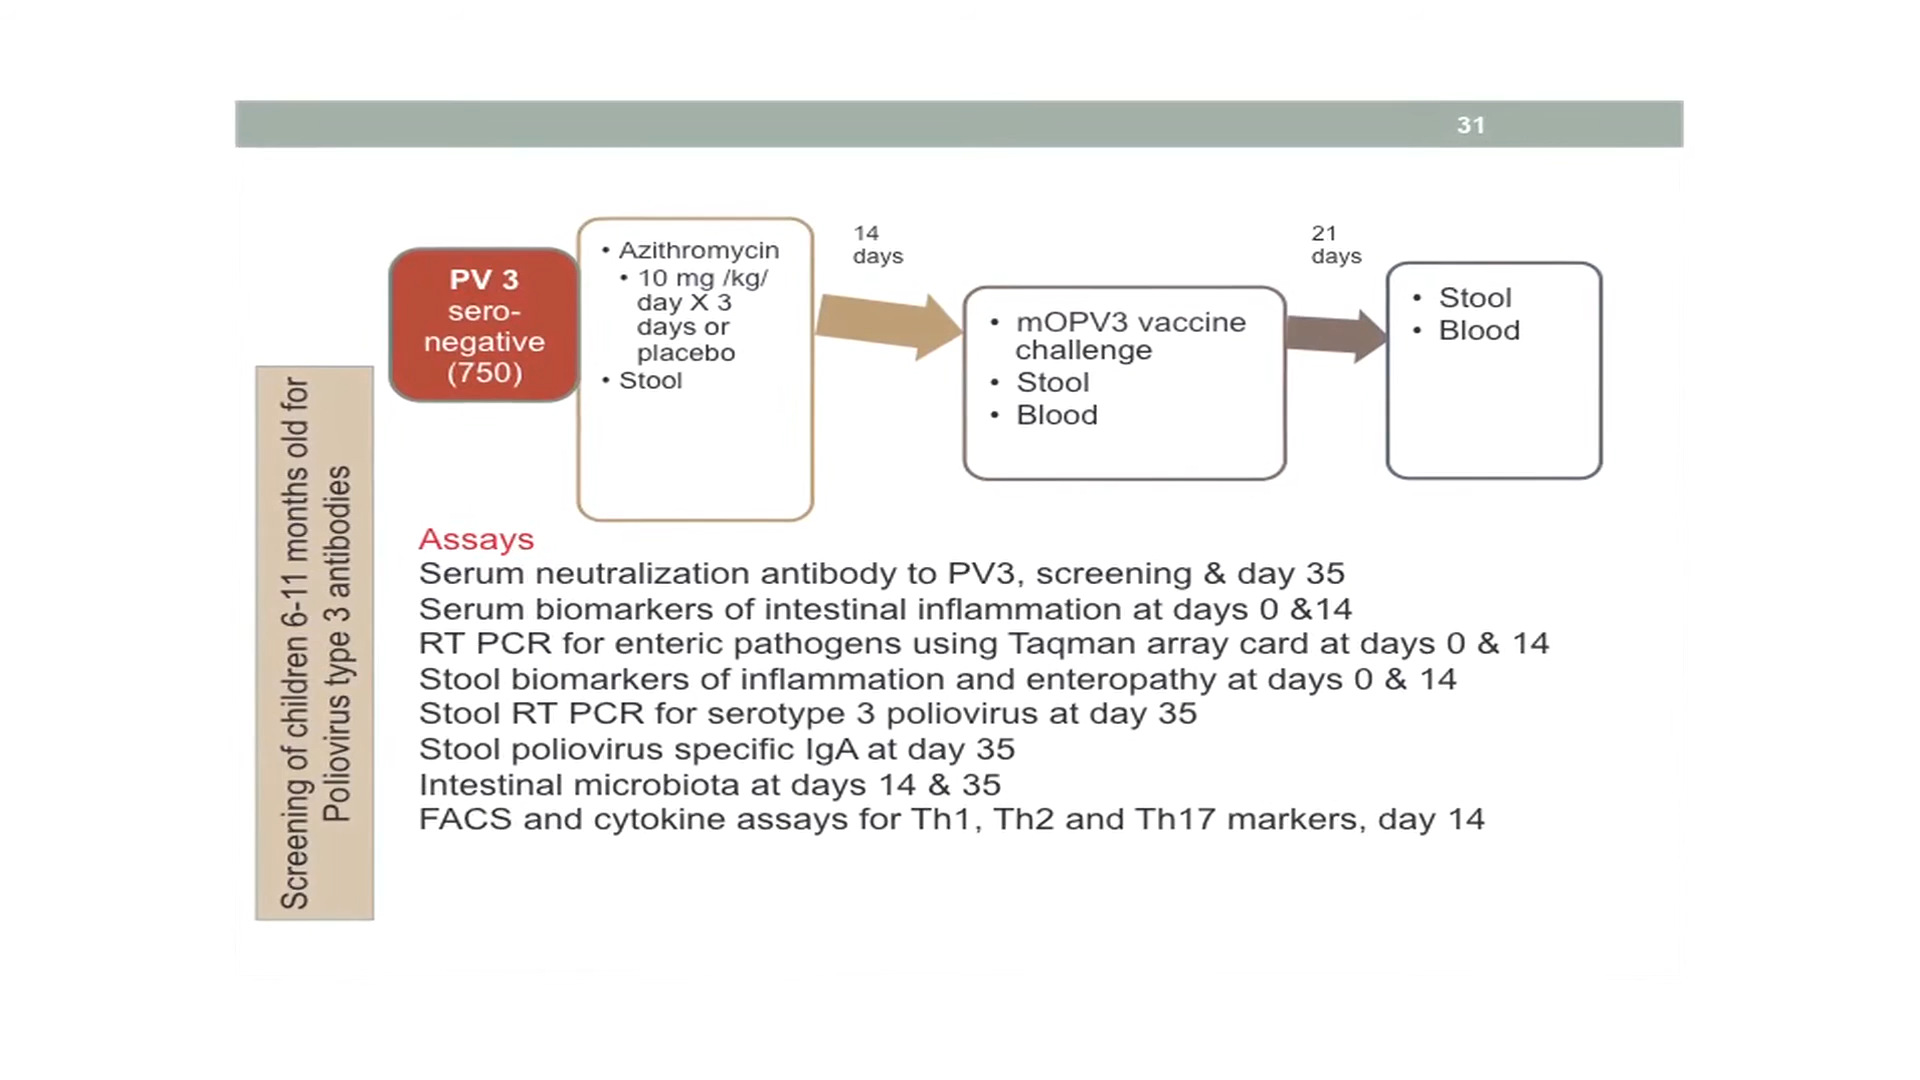 31
Screening of children 6-11 months old for
Poliovirus type 3 antibodies
PV 3
sero-
negative
(750)
• Azithromycin
• 10 mg /kg/
day X 3
days or
placebo
• Stool
14
days
• mOPV3 vaccine
challenge
• Stool
• Blood
21
days
• Stool
• Blood
Assays
Serum neutralization antibody to PV3, screening & day 35
Serum biomarkers of intestinal inflammation at days 0 &14
RT PCR for enteric pathogens using Taqman array card at days 0 & 14
Stool biomarkers of inflammation and enteropathy at days 0 & 14
Stool RT PCR for serotype 3 poliovirus at day 35
Stool poliovirus specific IgA at day 35
Intestinal microbiota at days 14 & 35
FACS and cytokine assays for Th1, Th2 and Th17 markers, day 14